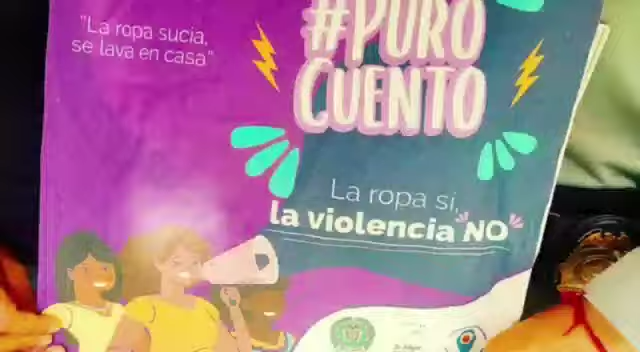 "La ropa sucia,
se lava en casa"
#PURO
CUENTO
La ropa si,
la violencia NO